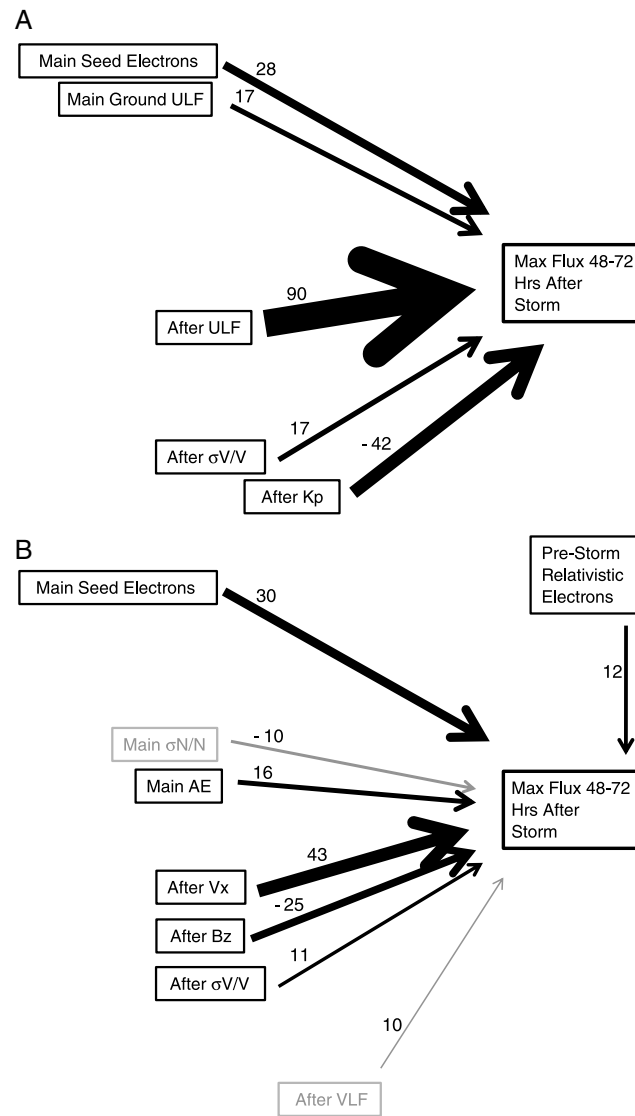 A
Main Seed Electrons
28
Main Ground ULF
17
Max Flux 48-72
Hrs After
Storm
90
After ULF
17
After σV/V
- 42
After Kp
B
Pre-Storm
Relativistic
Electrons
Main Seed Electrons
30
12
Main σN/N
- 10
Main AE
16
Max Flux 48-72
Hrs After
Storm
43
After Vx
- 25
After Bz
11
After σV/V
10
After VLF